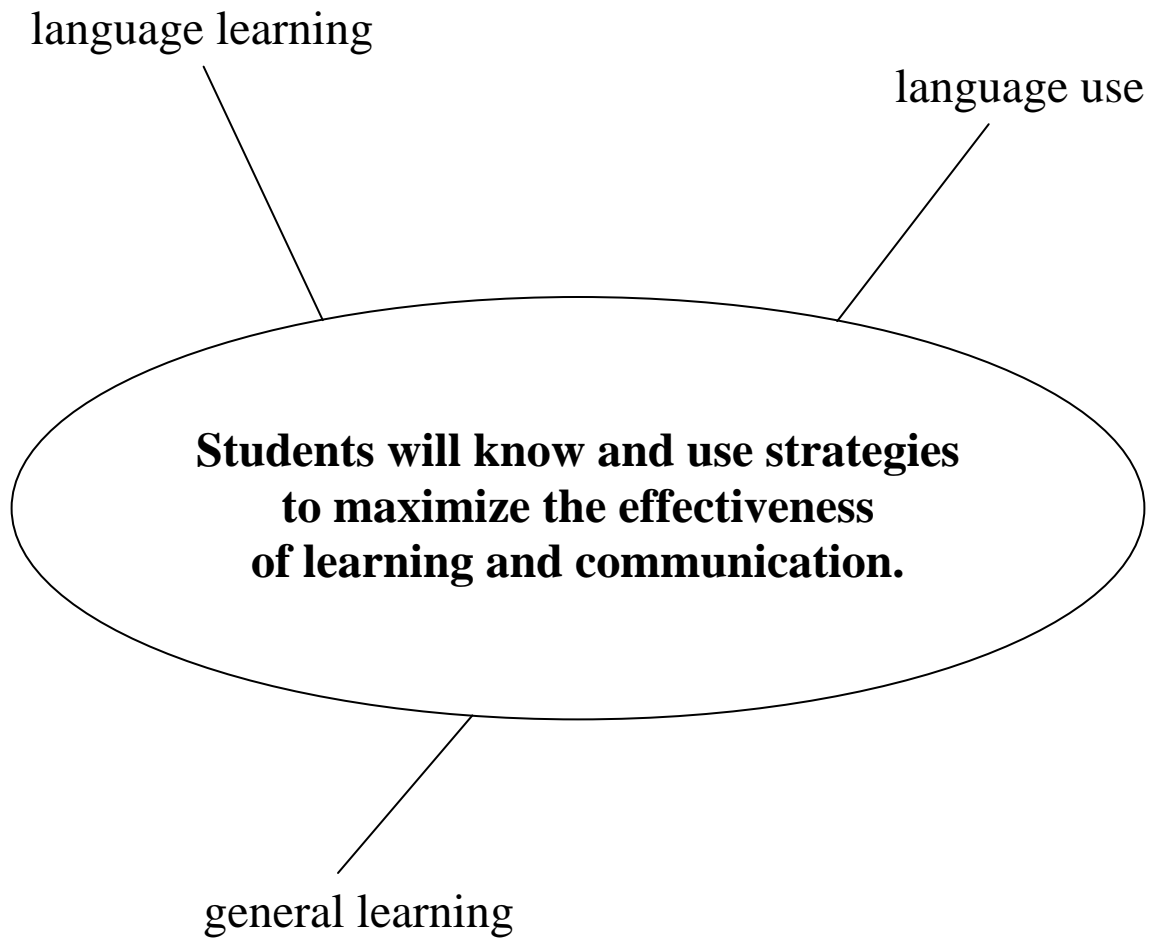 language learning
language use
Students will know and use strategies
to maximize the effectiveness
of learning and communication.
general learning